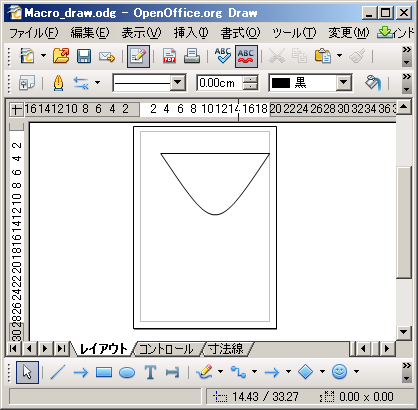 Macro_draw.odg - OpenOffice.org Draw
ファイル(F) 編集(E) 表示(V) 挿入(I) 書式(O) ツール(T) 変更(M) ウィンド
0.00cm 黒
16 14 12 10 8 6 4 2 2 4 6 8 10 12 14 16 18 20 22 24 26 28 30 32 34 36
2 4 6 8 10 12 14 16 18 20 22 24 26 28 30
レイアウト コントロール 寸法線
14.43 / 33.27 0.00 x 0.00